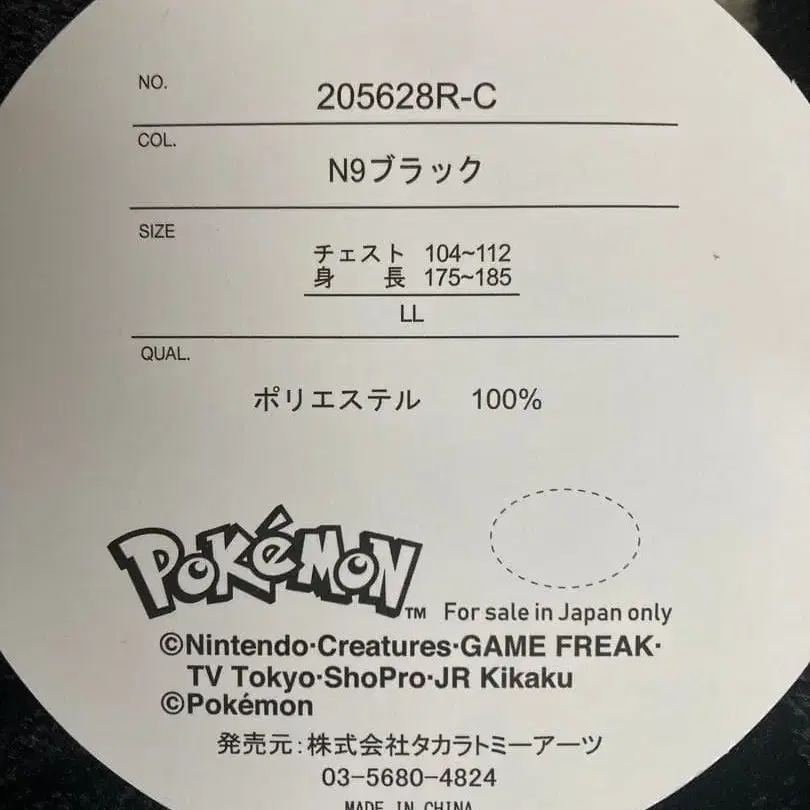 NO.
205628R-C
COL.
N9ブラック
SIZE
チェスト 104~112
身 長 175~185
LL
QUAL.
ポリエステル 100%
POKéMON™ For sale in Japan only
©Nintendo･Creatures･GAME FREAK･
TV Tokyo･ShoPro･JR Kikaku
©Pokémon
発売元:株式会社タカラトミーアーツ
03-5680-4824
MADE IN CHINA